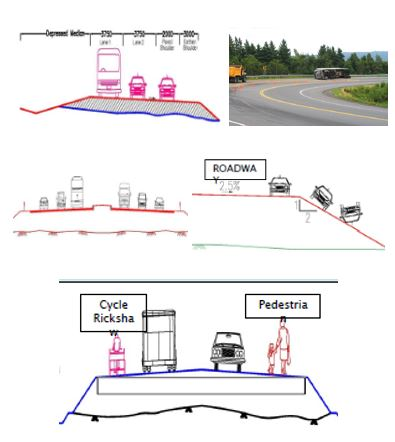 Depressed Median
3750
3750
2000
3000
Lane 1
Lane 2
Paved
Earthen
Shoulder
Shoulder
ROADWA
Y
2.5%
1
2
Cycle
Ricksha
w
Pedestria
n